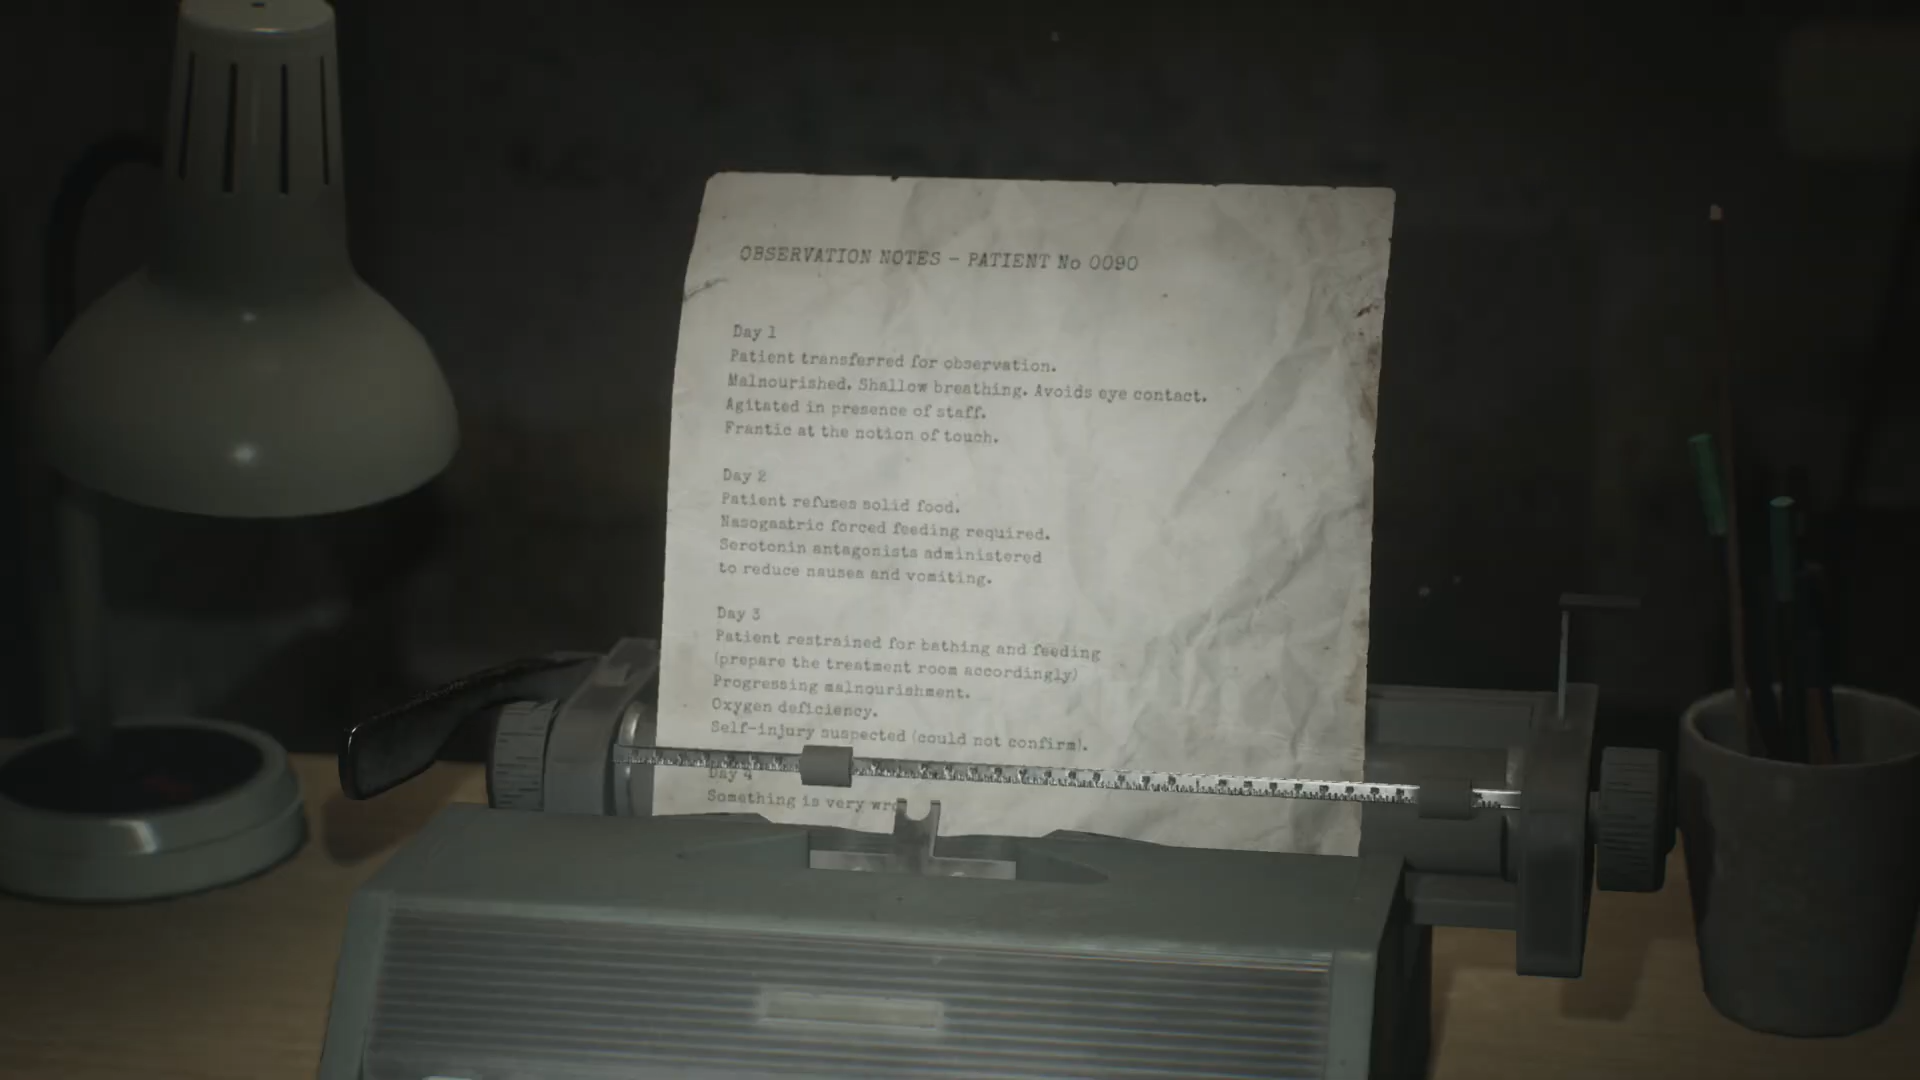 OBSERVATION NOTES - PATIENT No 0090
Day 1
Patient transferred for observation.
Malnourished. Shallow breathing. Avoids eye contact.
Agitated in presence of staff.
Frantic at the notion of touch.
Day 2
Patient refuses solid food.
Nasogastric forced feeding required.
Serotonin antagonists administered
to reduce nausea and vomiting.
Day 3
Patient restrained for bathing and feeding
(prepare the treatment room accordingly)
Progressing malnourishment.
Oxygen deficiency.
Self-injury suspected (could not confirm).
Day 4
Something is very